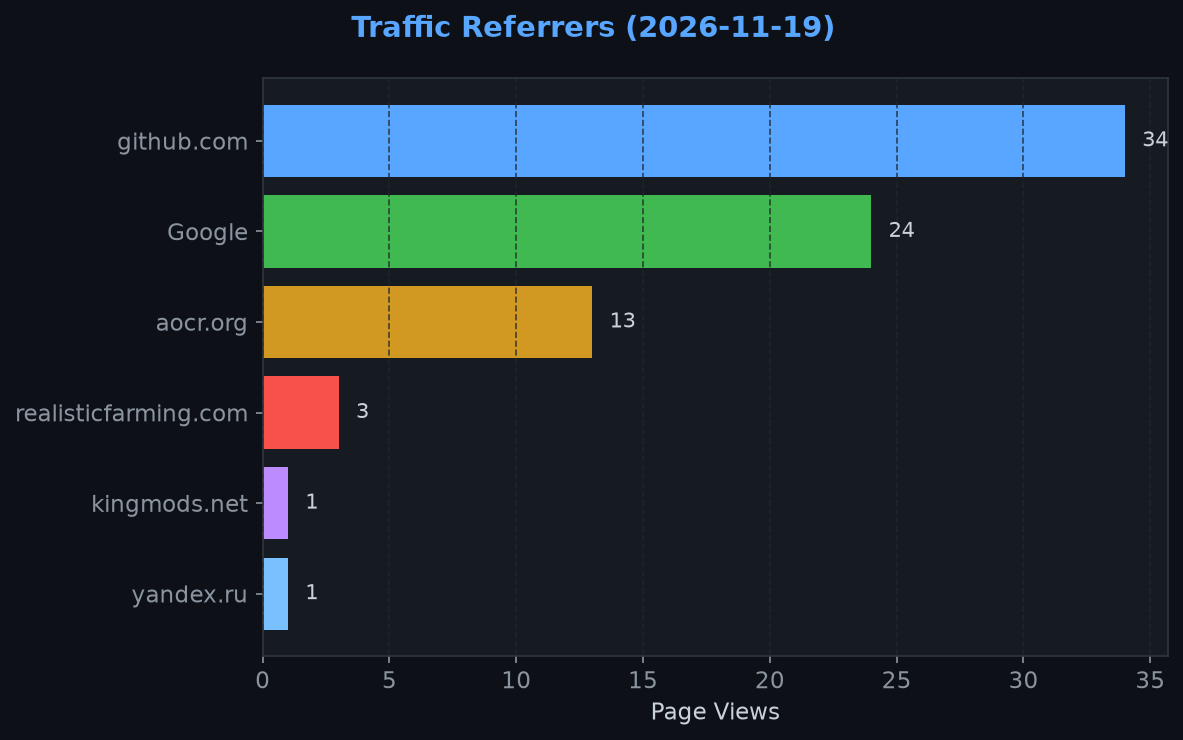 Traffic Referrers (2026-11-19)
github.com
34
Google
24
aocr.org
13
realisticfarming.com
3
kingmods.net
1
yandex.ru
1
0 5 10 15 20 25 30 35
Page Views